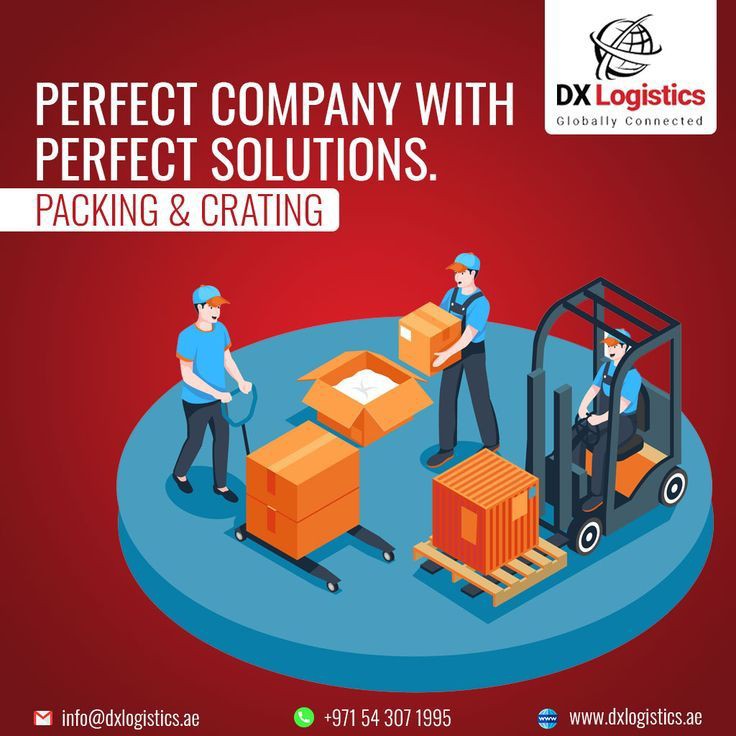 DX Logistics
Globally Connected
PERFECT COMPANY WITH
PERFECT SOLUTIONS.
PACKING & CRATING
info@dxlogistics.ae
+971 54 307 1995
www.dxlogistics.ae